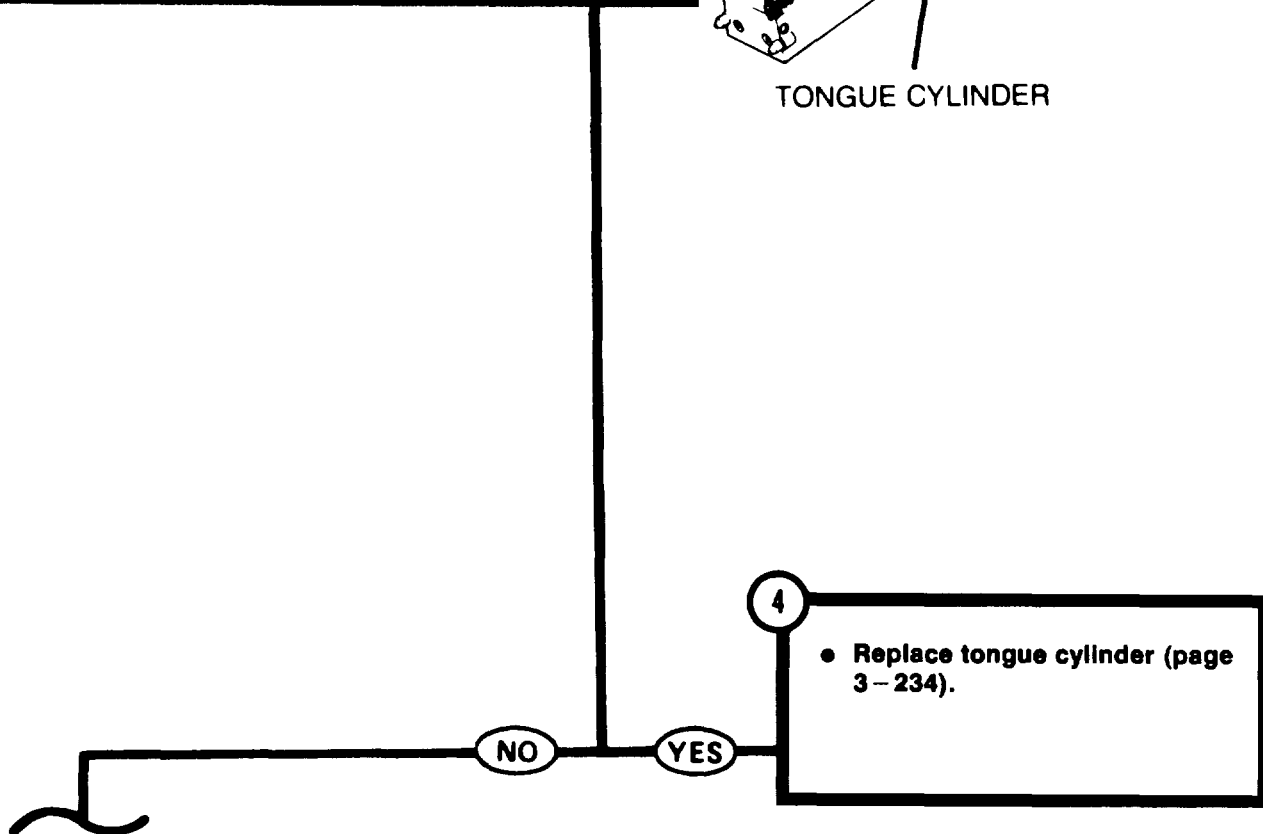 TONGUE CYLINDER
4
● Replace tongue cylinder (page
3–234).
NO
YES